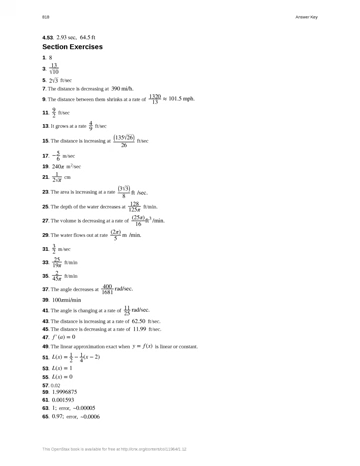 818 Answer Key
4.53 2.93 sec, 64.5 ft
Section Exercises
1. 8
3. 13/√10
5. 2√3 ft/sec
7. The distance is decreasing at 390 mi/h.
9. The distance between them shrinks at a rate of 1320/13 ≈ 101.5 mph.
11. 9/2 ft/sec
13. It grows at a rate 4/9 ft/sec
15. The distance is increasing at (135√26)/26 ft/sec
17. −5/6 m/sec
19. 240π m²/sec
21. 1/(2√π) cm
23. The area is increasing at a rate (3√3)/8 ft /sec.
25. The depth of the water decreases at 128/125π ft/min.
27. The volume is decreasing at a rate of (25π)/16 ft³/min.
29. The water flows out at rate (2π)/5 m /min.
31. 3/2 m/sec
33. 25/19π ft/min
35. 2/45π ft/min
37. The angle decreases at 400/1681 rad/sec.
39. 100π mi/min
41. The angle is changing at a rate of 11/25 rad/sec.
43. The distance is increasing at a rate of 62.50 ft/sec.
45. The distance is decreasing at a rate of 11.99 ft/sec.
47. f′(a) = 0
49. The linear approximation exact when y = f(x) is linear or constant.
51. L(x) = 1/2 − 1/4(x − 2)
53. L(x) = 1
55. L(x) = 0
57. 0.02
59. 1.9996875
61. 0.001593
63. 1; error, ~0.00005
65. 0.97; error, ~0.0006
This OpenStax book is available for free at http://cnx.org/content/col11964/1.12